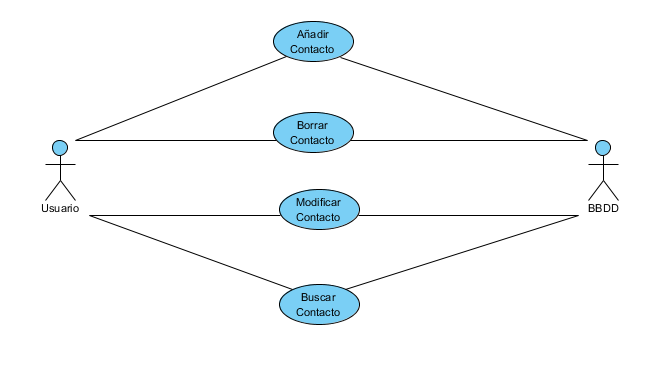 Añadir
Contacto
Borrar
Contacto
Usuario
BBDD
Modificar
Contacto
Buscar
Contacto